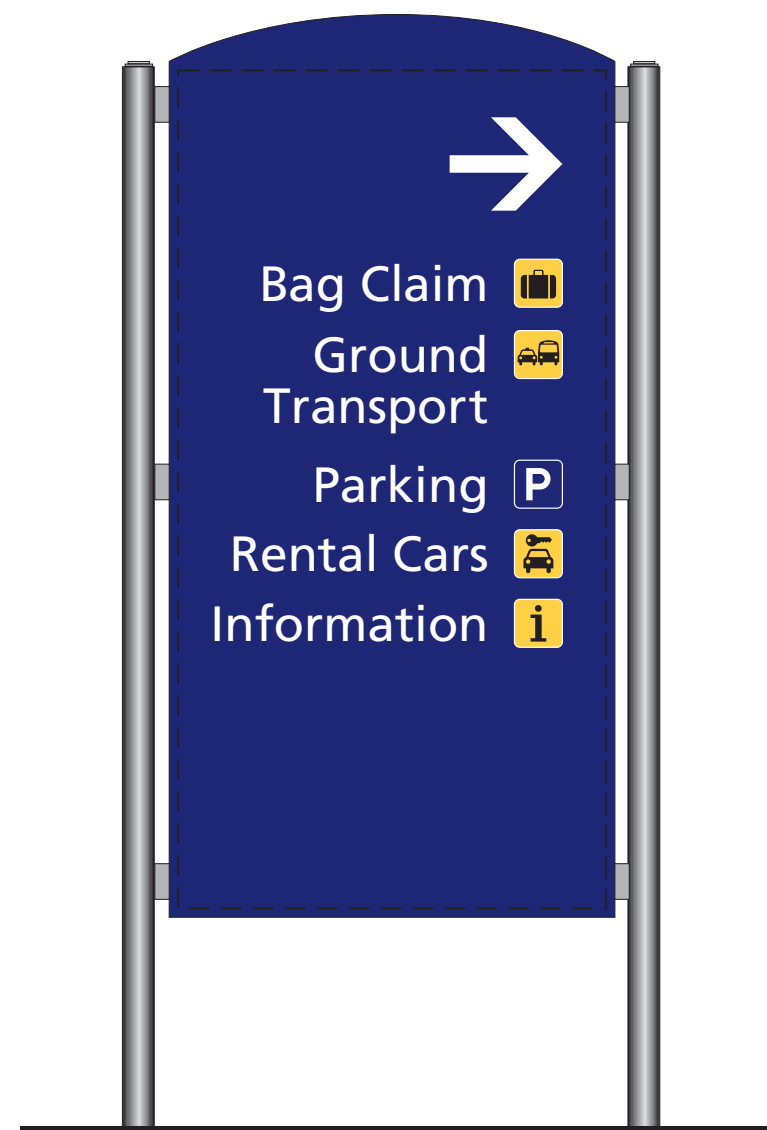 Bag Claim
Ground
Transport
Parking P
Rental Cars
Information i